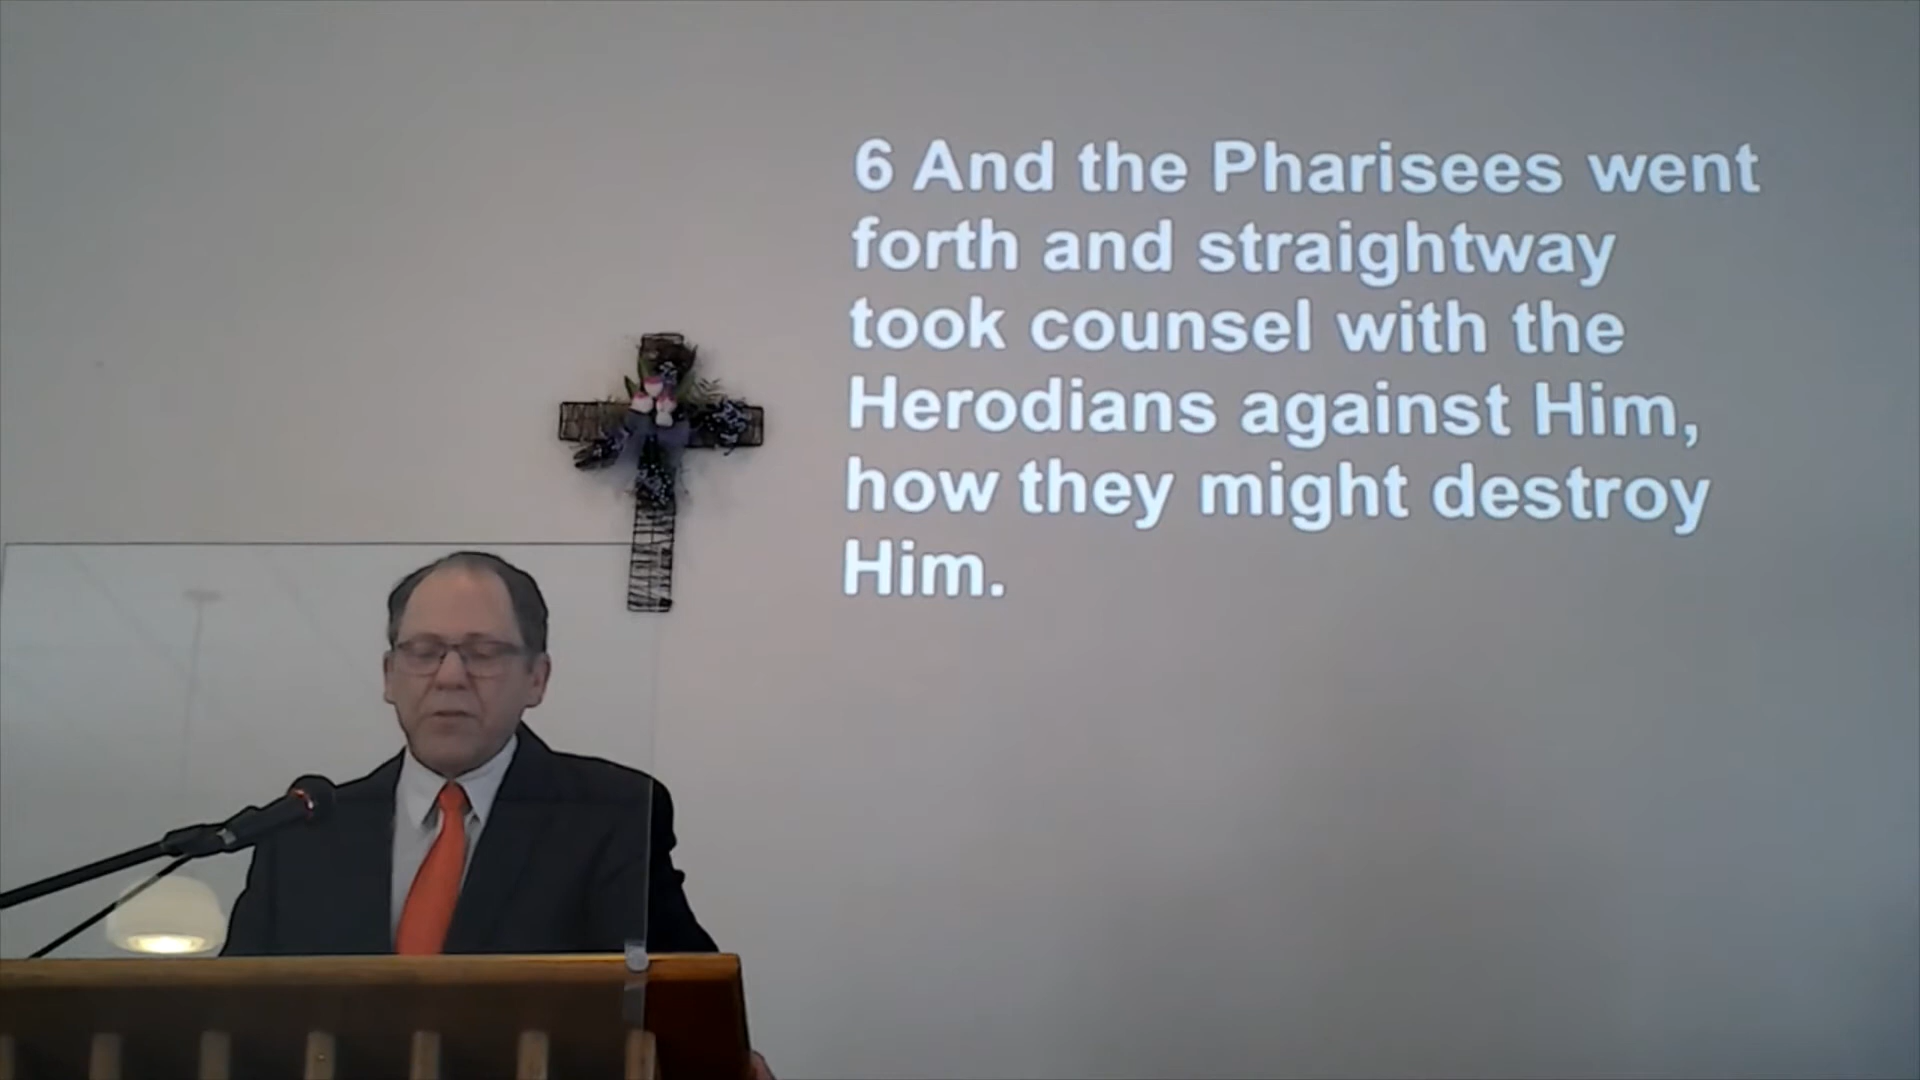 6 And the Pharisees went
forth and straightway
took counsel with the
Herodians against Him,
how they might destroy
Him.